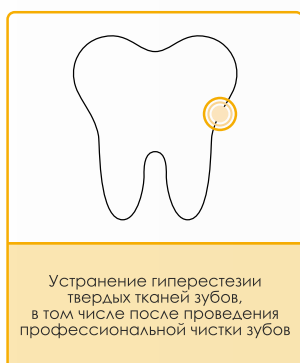 Устранение гиперестезии
твердых тканей зубов,
в том числе после проведения
профессиональной чистки зубов